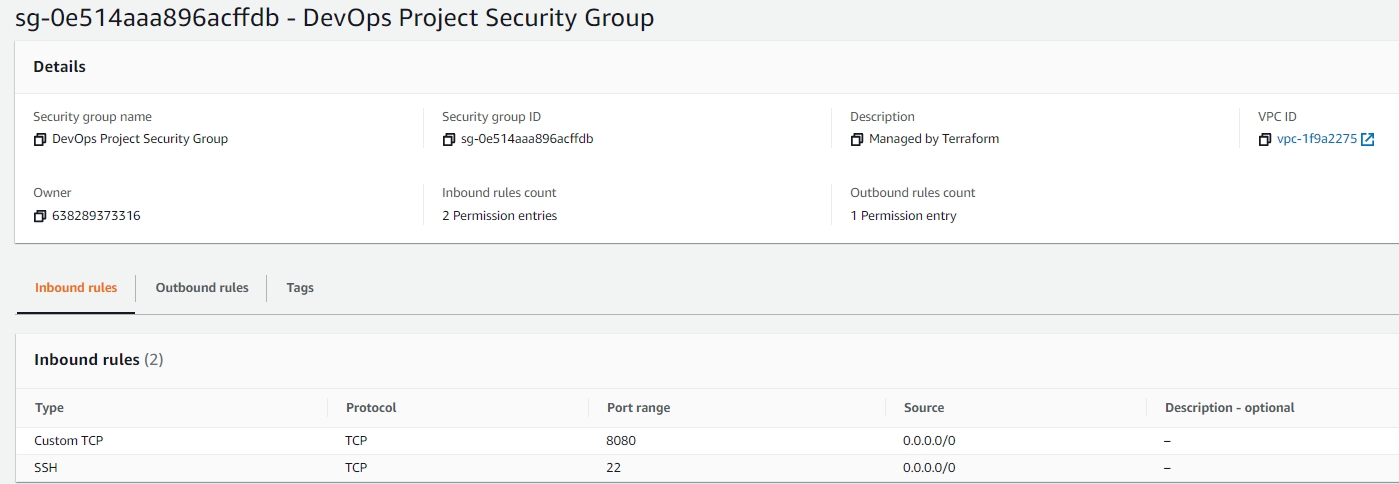 sg-0e514aaa896acffdb - DevOps Project Security Group
Details
Security group name
DevOps Project Security Group
Security group ID
sg-0e514aaa896acffdb
Description
Managed by Terraform
VPC ID
vpc-1f9a2275
Owner
638289373316
Inbound rules count
2 Permission entries
Outbound rules count
1 Permission entry
Inbound rules Outbound rules Tags
Inbound rules (2)
Type Protocol Port range Source Description - optional
Custom TCP TCP 8080 0.0.0.0/0 –
SSH TCP 22 0.0.0.0/0 –